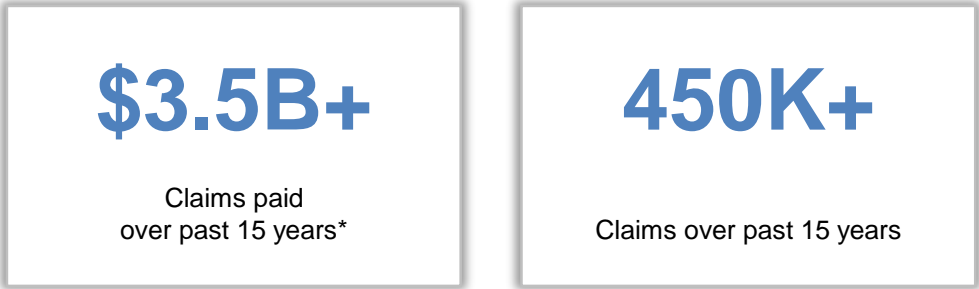 $3.5B+
Claims paid
over past 15 years*
450K+
Claims over past 15 years